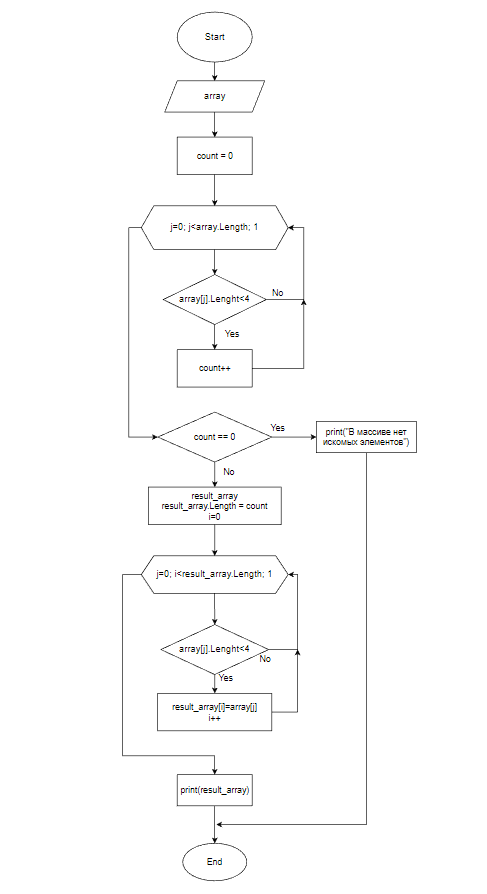 Start
array
count = 0
j=0; j<array.Length; 1
array[j].Lenght<4
No
Yes
count++
count == 0
Yes
print("В массиве нет
искомых элементов")
No
result_array
result_array.Length = count
i=0
j=0; i<result_array.Length; 1
array[j].Lenght<4
No
Yes
result_array[i]=array[j]
i++
print(result_array)
End